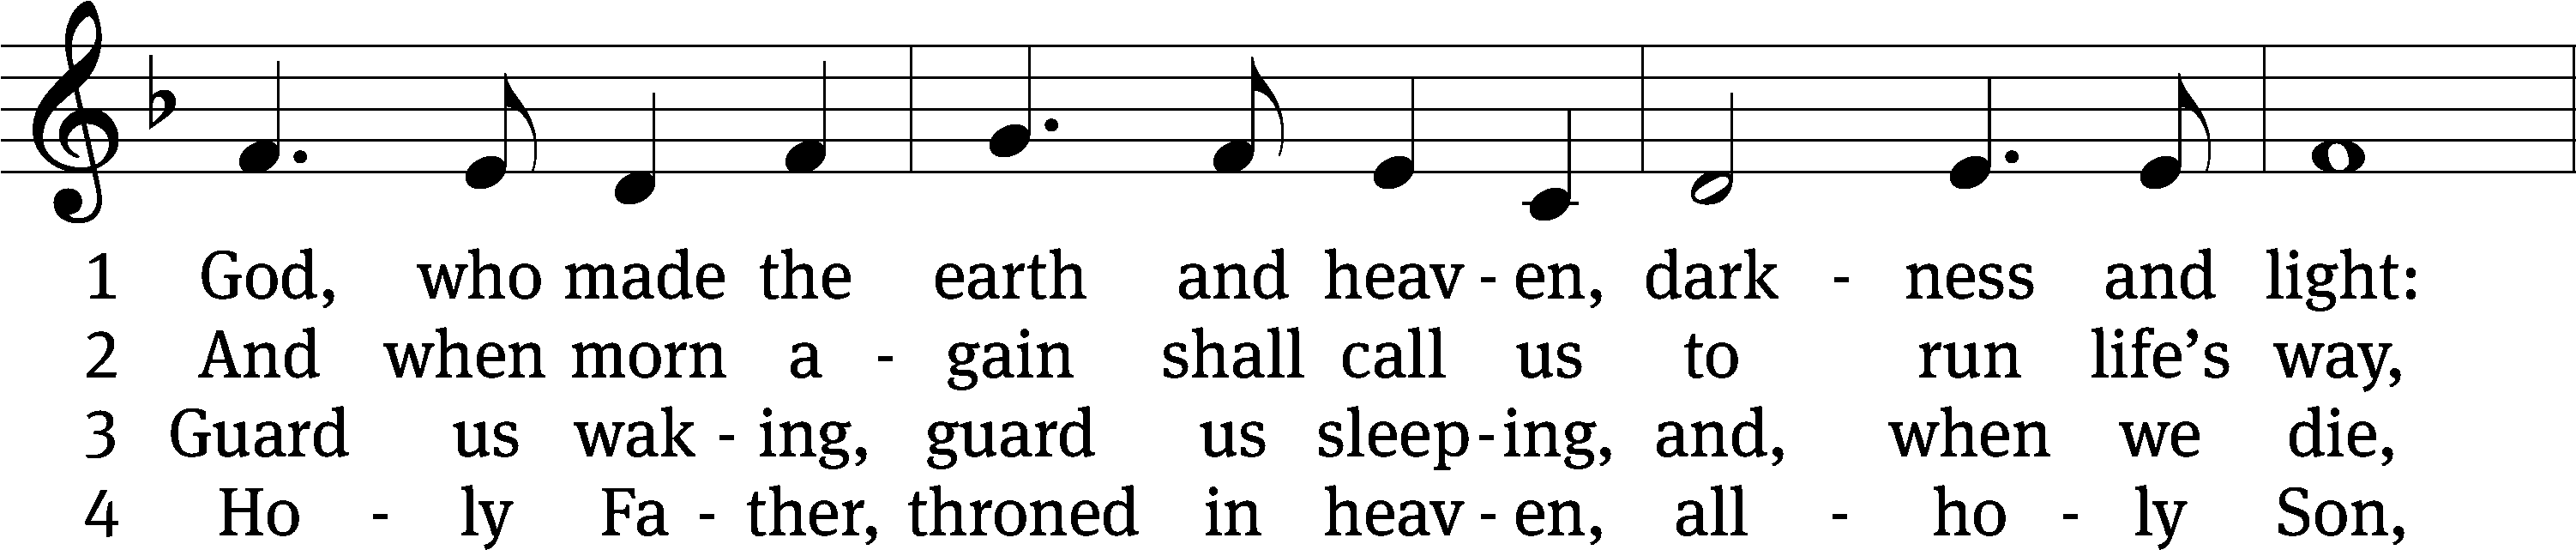 1 God, who made the earth and heav - en, dark - ness and light:
2 And when morn a - gain shall call us to run life’s way,
3 Guard us wak - ing, guard us sleep - ing, and, when we die,
4 Ho - ly Fa - ther, throned in heav - en, all - ho - ly Son,